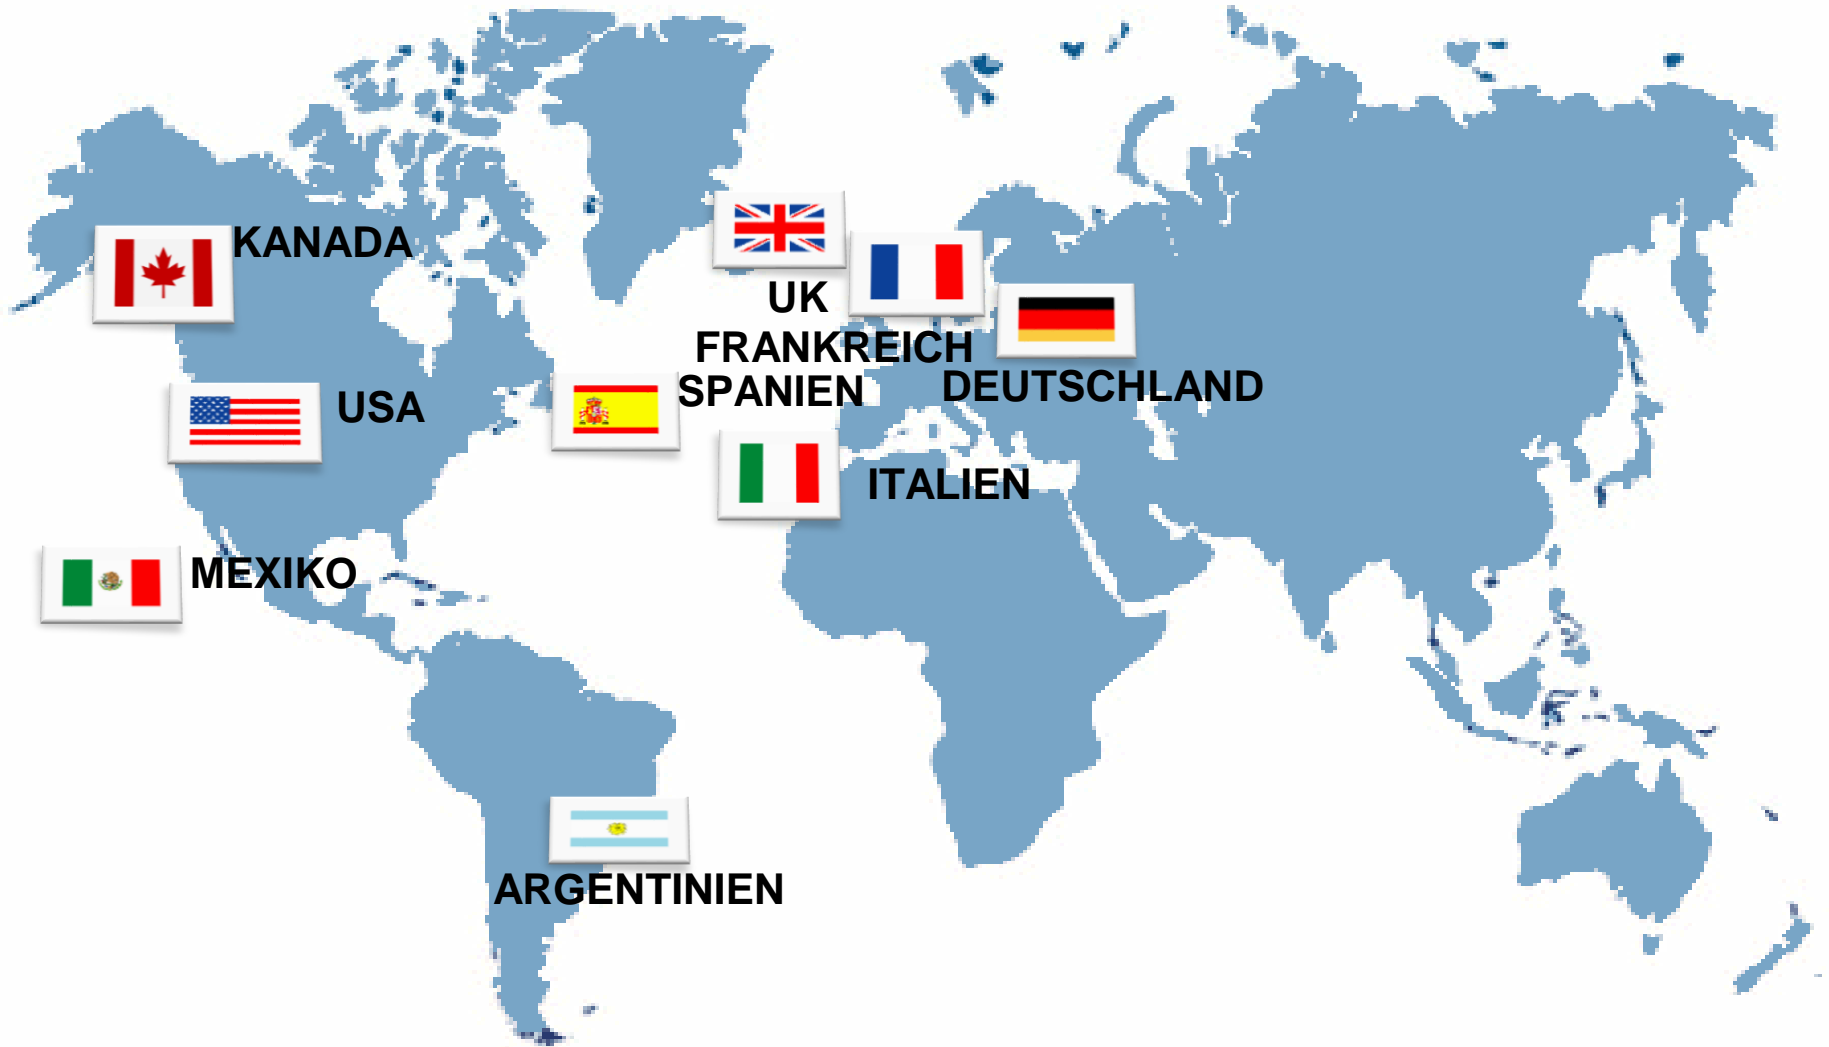 KANADA
UK
FRANKREICH
SPANIEN
DEUTSCHLAND
USA
ITALIEN
MEXIKO
ARGENTINIEN